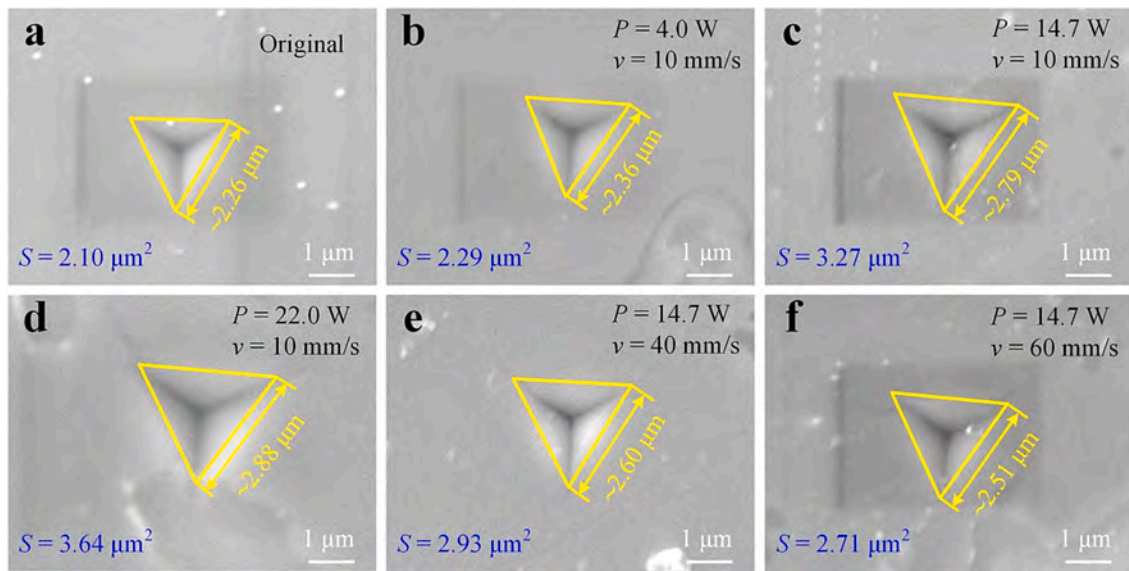 a
Original
~2.26 μm
S = 2.10 μm²
1 μm
b
P = 4.0 W
v = 10 mm/s
~2.36 μm
S = 2.29 μm²
1 μm
c
P = 14.7 W
v = 10 mm/s
~2.79 μm
S = 3.27 μm²
1 μm
d
P = 22.0 W
v = 10 mm/s
~2.88 μm
S = 3.64 μm²
1 μm
e
P = 14.7 W
v = 40 mm/s
~2.60 μm
S = 2.93 μm²
1 μm
f
P = 14.7 W
v = 60 mm/s
~2.51 μm
S = 2.71 μm²
1 μm